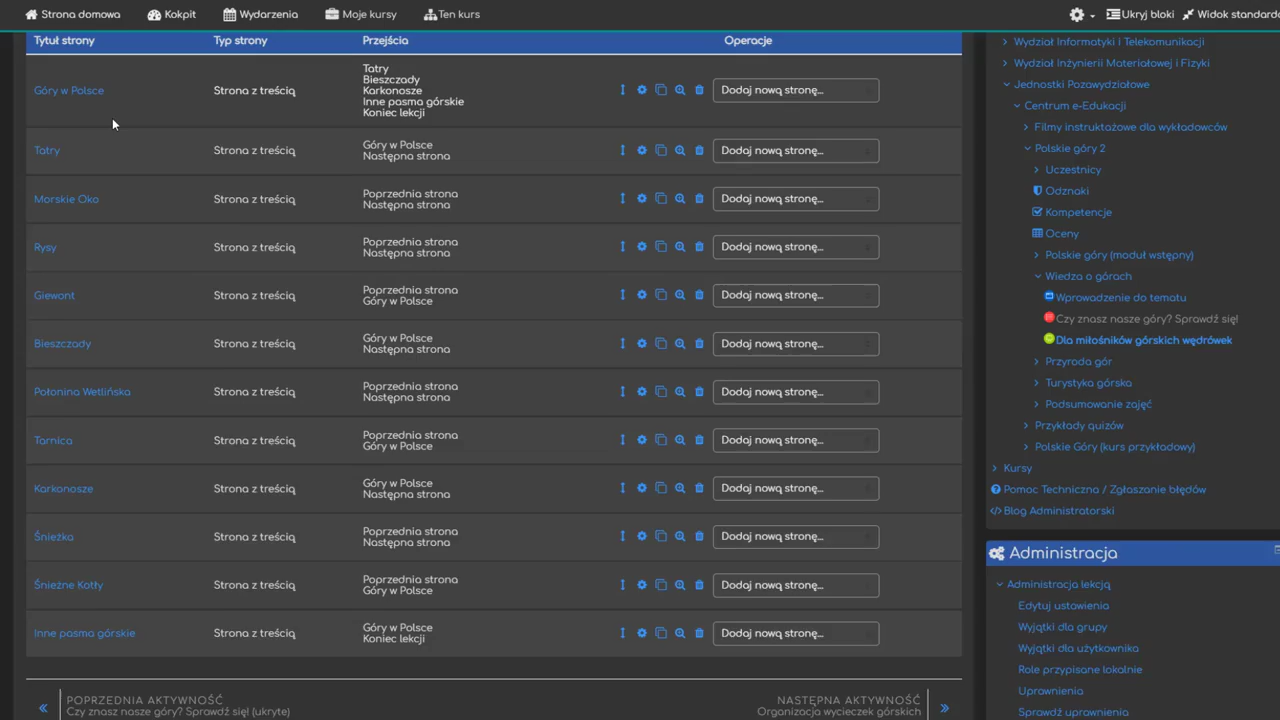 Strona domowa Kokpit Wydarzenia Moje kursy Ten kurs Ukryj bloki Widok standardo
Tytuł strony Typ strony Przejścia Operacje
Góry w Polsce Strona z treścią Tatry Dodaj nową stronę...
Bieszczady
Karkonosze
Inne pasma górskie
Koniec lekcji
Tatry Strona z treścią Góry w Polsce Dodaj nową stronę...
Następna strona
Morskie Oko Strona z treścią Poprzednia strona Dodaj nową stronę...
Następna strona
Rysy Strona z treścią Poprzednia strona Dodaj nową stronę...
Następna strona
Giewont Strona z treścią Poprzednia strona Dodaj nową stronę...
Góry w Polsce
Bieszczady Strona z treścią Góry w Polsce Dodaj nową stronę...
Następna strona
Połonina Wetlińska Strona z treścią Poprzednia strona Dodaj nową stronę...
Następna strona
Tarnica Strona z treścią Poprzednia strona Dodaj nową stronę...
Góry w Polsce
Karkonosze Strona z treścią Góry w Polsce Dodaj nową stronę...
Następna strona
Śnieżka Strona z treścią Poprzednia strona Dodaj nową stronę...
Następna strona
Śnieżne Kotły Strona z treścią Poprzednia strona Dodaj nową stronę...
Góry w Polsce
Inne pasma górskie Strona z treścią Góry w Polsce Dodaj nową stronę...
Koniec lekcji
POPRZEDNIA AKTYWNOŚĆ
Czy znasz nasze góry? Sprawdź się! (ukryte)
NASTĘPNA AKTYWNOŚĆ
Organizacja wycieczek górskich
Wydział Informatyki i Telekomunikacji
Wydział Inżynierii Materiałowej i Fizyki
Jednostki Pozawydziałowe
Centrum e-Edukacji
Filmy instruktażowe dla wykładowców
Polskie góry 2
Uczestnicy
Odznaki
Kompetencje
Oceny
Polskie góry (moduł wstępny)
Wiedza o górach
Wprowadzenie do tematu
Czy znasz nasze góry? Sprawdź się!
Dla miłośników górskich wędrówek
Przyroda gór
Turystyka górska
Podsumowanie zajęć
Przykłady quizów
Polskie Góry (kurs przykładowy)
Kursy
Pomoc Techniczna / Zgłaszanie błędów
Blog Administratorski
Administracja
Administracja lekcją
Edytuj ustawienia
Wyjątki dla grupy
Wyjątki dla użytkownika
Role przypisane lokalnie
Uprawnienia
Sprawdź uprawnienia